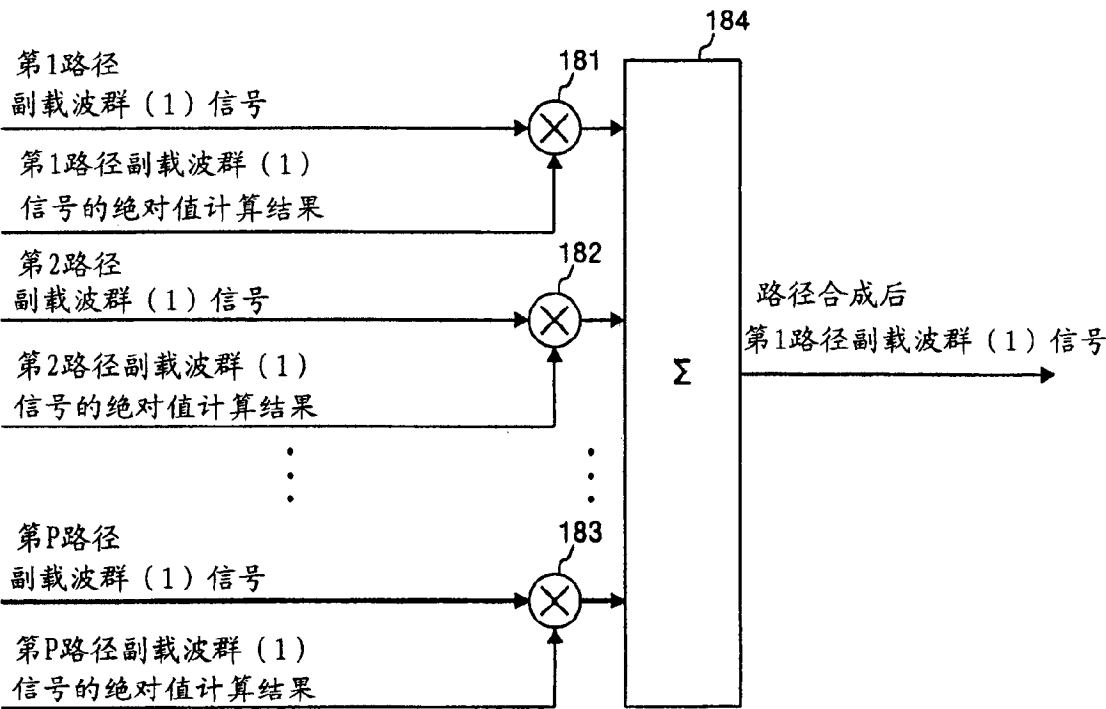 184
第1路径
副载波群（1）信号
181
第1路径副载波群（1）
信号的绝对值计算结果
第2路径
副载波群（1）信号
182
第2路径副载波群（1）
信号的绝对值计算结果
Σ
路径合成后
第1路径副载波群（1）信号
第P路径
副载波群（1）信号
183
第P路径副载波群（1）
信号的绝对值计算结果